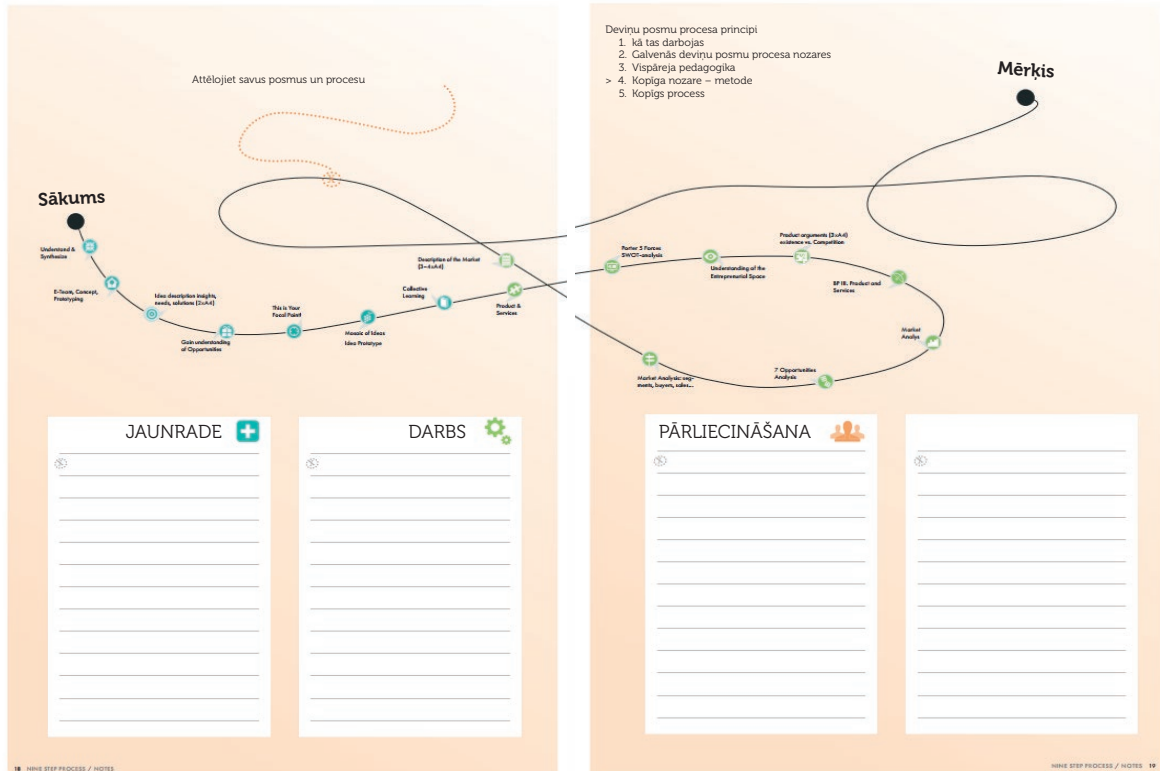 Attēlojiet savus posmus un procesu
Sākums
Understand &
Synthesize
E-Team, Concept,
Prototyping
Idea description insights,
needs, solutions (2xA4)
Gain understanding
of Opportunities
This is Your
Focal Point!
Mosaic of Ideas
Idea Prototype
Collective
Learning
Description of the Market
(3–4xA4)
Product &
Services
JAUNRADE
DARBS
18 NINE STEP PROCESS / NOTES
Deviņu posmu procesa principi
1. kā tas darbojas
2. Galvenās deviņu posmu procesa nozares
3. Vispāreja pedagogika
> 4. Kopīga nozare – metode
5. Kopīgs process
Mērķis
Porter 5 Forces
SWOT-analysis
Understanding of the
Entreprenurial Space
Product arguments (2xA4)
existence vs. Competition
BP III. Product and
Services
Market
Analys
7 Opportunities
Analysis
Market Analysis: seg-
ments, buyers, sales...
PĀRLIECINĀŠANA
NINE STEP PROCESS / NOTES 19